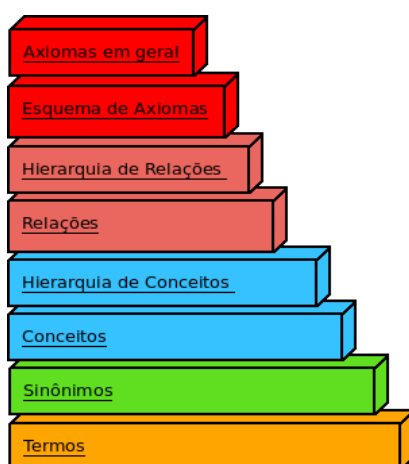 Axiomas em geral
Esquema de Axiomas
Hierarquia de Relações
Relações
Hierarquia de Conceitos
Conceitos
Sinônimos
Termos